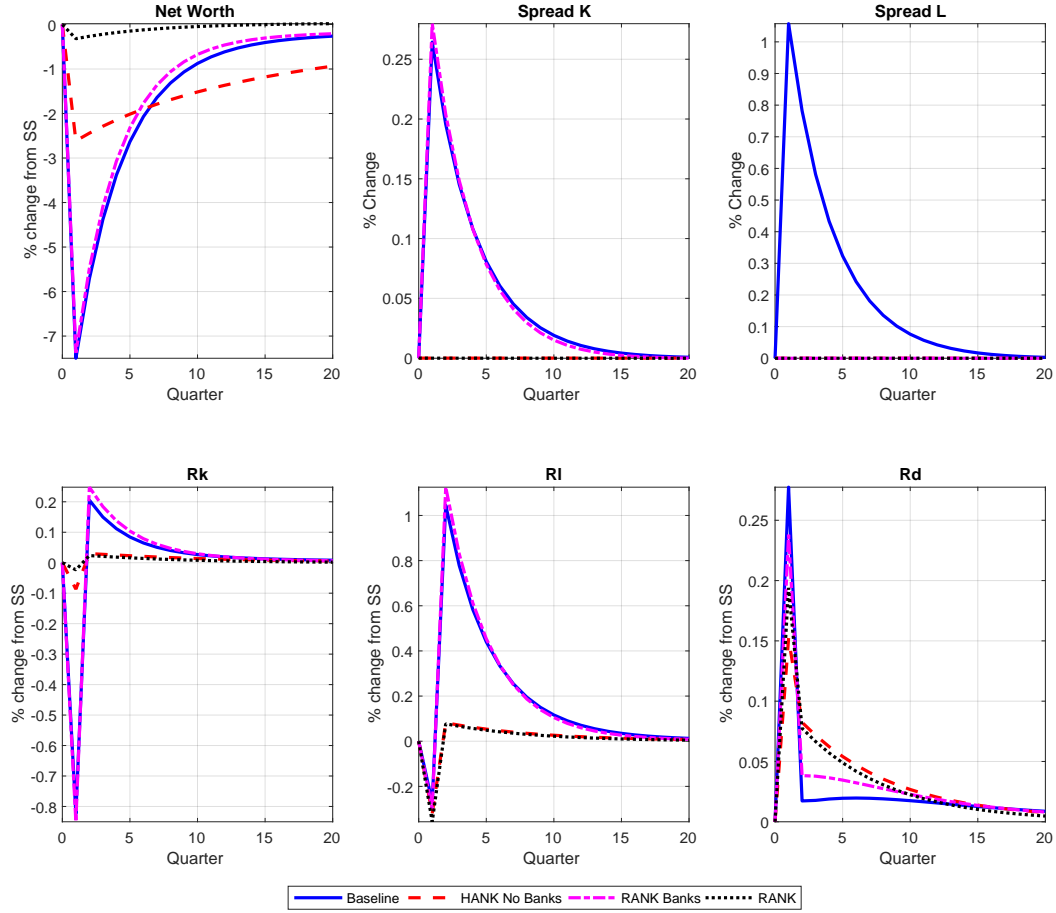 Net Worth
% change from SS
0
-1
-2
-3
-4
-5
-6
-7
0 5 10 15 20
Quarter
Spread K
% Change
0.25
0.2
0.15
0.1
0.05
0
0 5 10 15 20
Quarter
Spread L
% Change
1
0.9
0.8
0.7
0.6
0.5
0.4
0.3
0.2
0.1
0
0 5 10 15 20
Quarter
Rk
% change from SS
0.2
0.1
0
-0.1
-0.2
-0.3
-0.4
-0.5
-0.6
-0.7
-0.8
0 5 10 15 20
Quarter
Rl
% change from SS
1
0.8
0.6
0.4
0.2
0
-0.2
0 5 10 15 20
Quarter
Rd
% change from SS
0.25
0.2
0.15
0.1
0.05
0
0 5 10 15 20
Quarter
Baseline HANK No Banks RANK Banks RANK